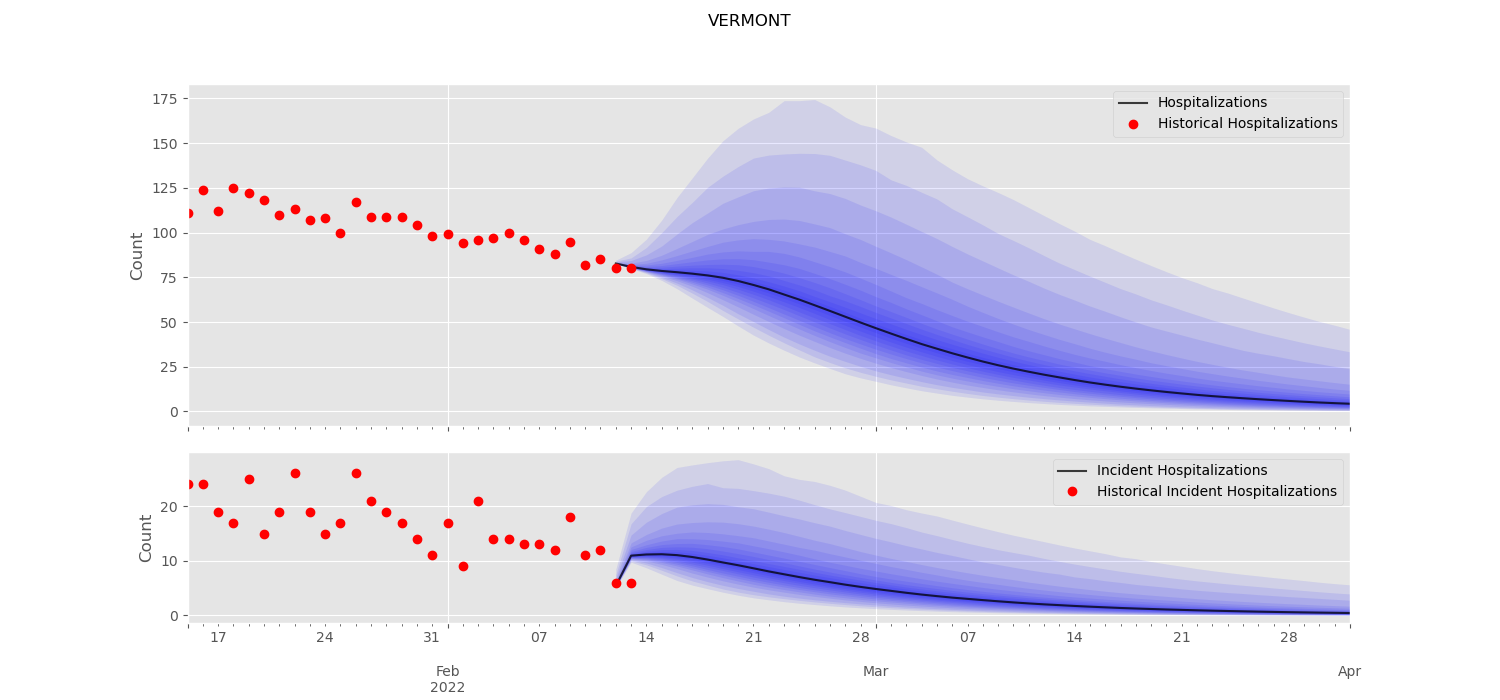 VERMONT
175
150
125
100
75
50
25
0
Count
Hospitalizations
Historical Hospitalizations
20
10
0
Count
Incident Hospitalizations
Historical Incident Hospitalizations
17 24 31 07 14 21 28 07 14 21 28
Feb Mar Apr
2022